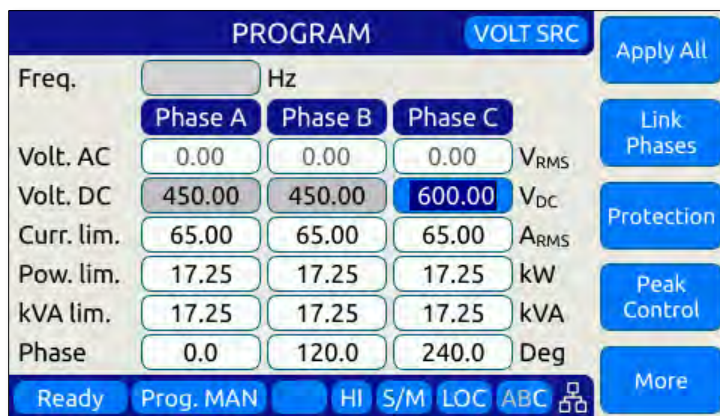 PROGRAM VOLT SRC
Apply All
Freq. Hz
Phase A Phase B Phase C
Link
Phases
Volt. AC 0.00 0.00 0.00 VRMS
Volt. DC 450.00 450.00 600.00 VDC
Protection
Curr. lim. 65.00 65.00 65.00 ARMS
Pow. lim. 17.25 17.25 17.25 kW
Peak
Control
kVA lim. 17.25 17.25 17.25 kVA
Phase 0.0 120.0 240.0 Deg
More
Ready Prog. MAN HI S/M LOC ABC